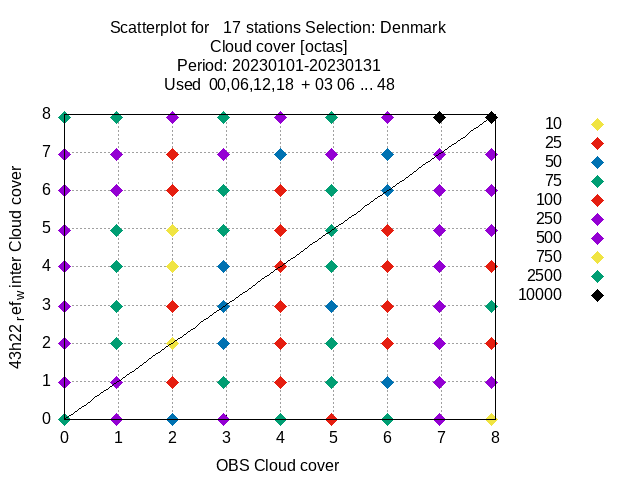 Scatterplot for 17 stations Selection: Denmark
Cloud cover [octas]
Period: 20230101-20230131
Used 00,06,12,18 + 03 06 ... 48
8
7
6
5
4
3
2
1
0
0 1 2 3 4 5 6 7 8
43h22refwinter Cloud cover
OBS Cloud cover
10
25
50
75
100
250
500
750
2500
10000